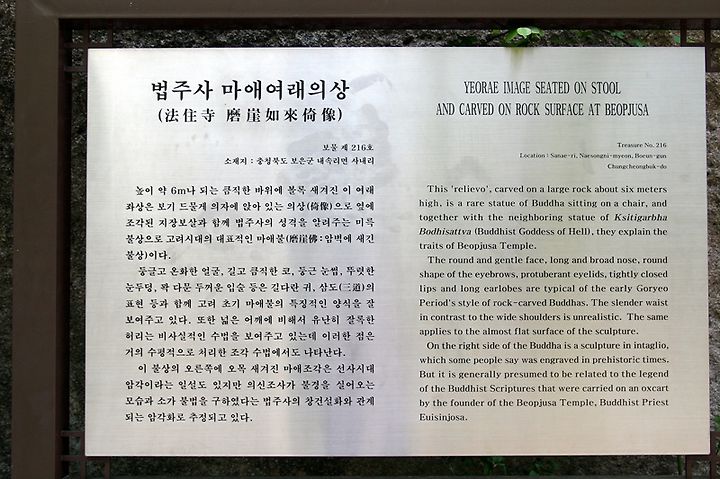 법주사 마애여래의상
(法住寺 磨崖如來倚像)
보물 제 216호
소재지 : 충청북도 보은군 내속리면 사내리
높이 약 6m나 되는 큼직한 바위에 볼록 새겨진 이 여래
좌상은 보기 드물게 의자에 앉아 있는 의상(倚像)으로 옆에
조각된 지장보살과 함께 법주사의 성격을 알려주는 미륵
불상으로 고려시대의 대표적인 마애불(磨崖佛:암벽에 새긴
불상)이다.
둥글고 온화한 얼굴, 길고 큼직한 코, 둥근 눈썹, 뚜렷한
눈두덩, 꽉 다문 두꺼운 입술 등은 길다란 귀, 삼도(三道)의
표현 등과 함께 고려 초기 마애불의 특징적인 양식을 잘
보여주고 있다. 또한 넓은 어깨에 비해서 유난히 잘록한
허리는 비사실적인 수법을 보여주고 있는데 이러한 점은
거의 수평적으로 처리한 조각 수법에서도 나타난다.
이 불상의 오른쪽에 오목 새겨진 마애조각은 선사시대
암각이라는 일설도 있지만 의신조사가 불경을 실어오는
모습과 소가 불법을 구하였다는 법주사의 창건설화와 관계
되는 암각화로 추정되고 있다.
YEORAE IMAGE SEATED ON STOOL
AND CARVED ON ROCK SURFACE AT BEOPJUSA
Treasure No. 216
Location : Sanae-ri, Naesongni-myeon, Boeun-gun
Chungcheongbuk-do
This 'relievo', carved on a large rock about six meters
high, is a rare statue of Buddha sitting on a chair, and
together with the neighboring statue of Ksitigarbha
Bodhisattva (Buddhist Goddess of Hell), they explain the
traits of Beopjusa Temple.
The round and gentle face, long and broad nose, round
shape of the eyebrows, protuberant eyelids, tightly closed
lips and long earlobes are typical of the early Goryeo
Period's style of rock-carved Buddhas. The slender waist
in contrast to the wide shoulders is unrealistic. The same
applies to the almost flat surface of the sculpture.
On the right side of the Buddha is a sculpture in intaglio,
which some people say was engraved in prehistoric times.
But it is generally presumed to be related to the legend
of the Buddhist Scriptures that were carried on an oxcart
by the founder of the Beopjusa Temple, Buddhist Priest
Euisinjosa.